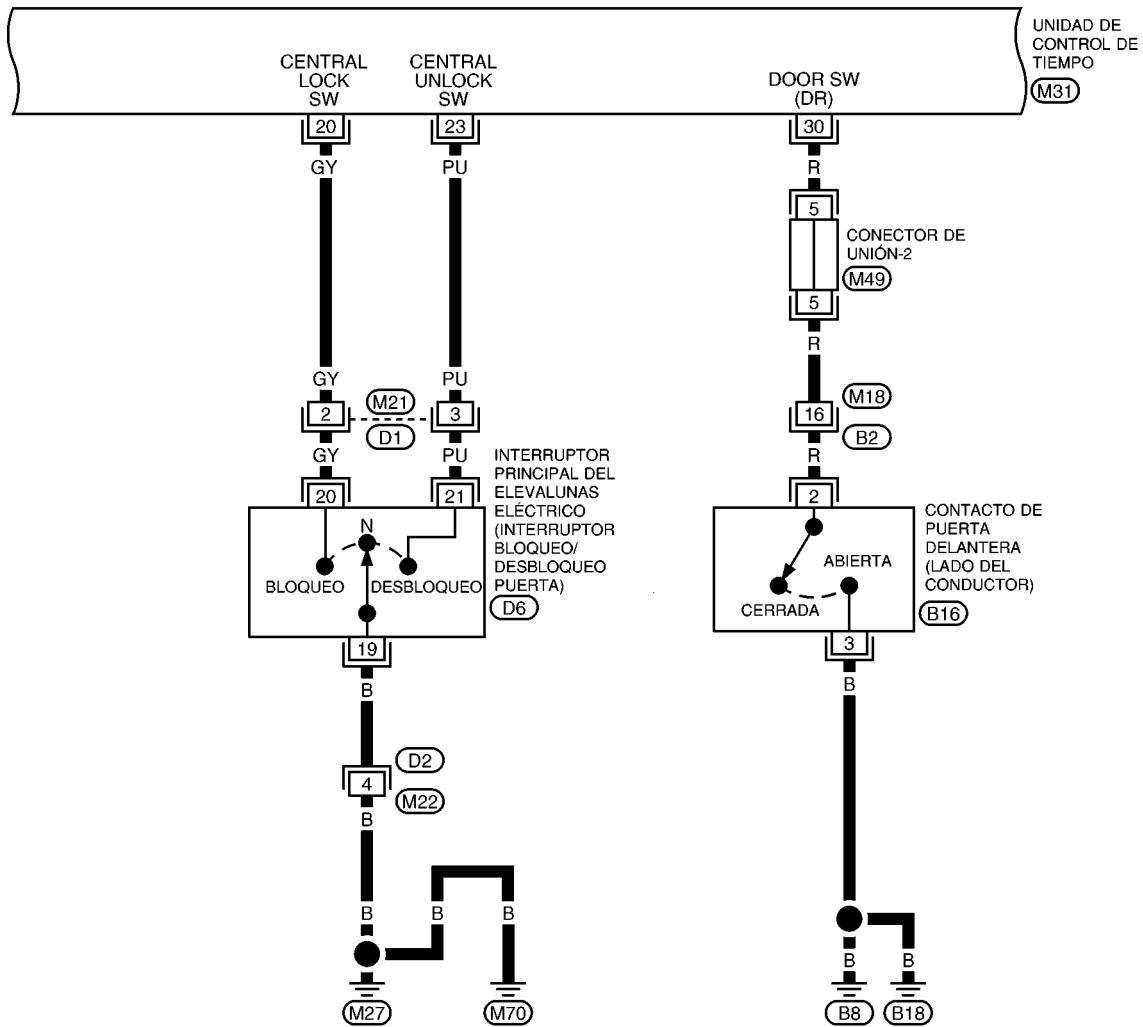 UNIDAD DE
CONTROL DE
TIEMPO
M31
CENTRAL
LOCK
SW
CENTRAL
UNLOCK
SW
DOOR SW
(DR)
20
23
30
GY
PU
R
5
CONECTOR DE
UNIÓN-2
M49
5
R
GY
PU
2
M21
D1
3
16
M18
B2
GY
PU
R
20
21
INTERRUPTOR
PRINCIPAL DEL
ELEVALUNAS
ELÉCTRICO
(INTERRUPTOR
BLOQUEO/
DESBLOQUEO
PUERTA)
D6
N
BLOQUEO
DESBLOQUEO
19
2
CONTACTO DE
PUERTA
DELANTERA
(LADO DEL
CONDUCTOR)
B16
ABIERTA
CERRADA
3
B
B
4
D2
M22
B
B
B
B
B
B
M27
M70
B8
B18